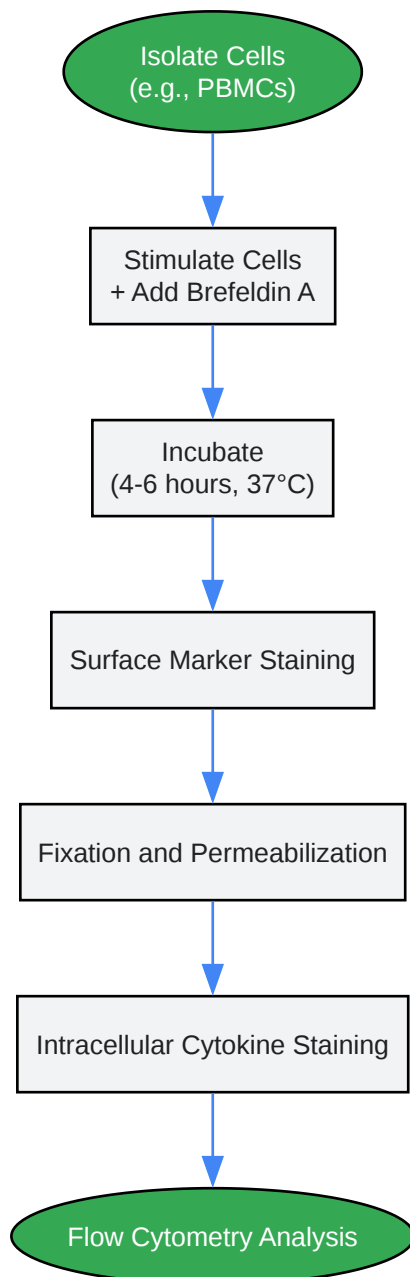 Isolate Cells
(e.g., PBMCs)
Stimulate Cells
+ Add Brefeldin A
Incubate
(4-6 hours, 37°C)
Surface Marker Staining
Fixation and Permeabilization
Intracellular Cytokine Staining
Flow Cytometry Analysis